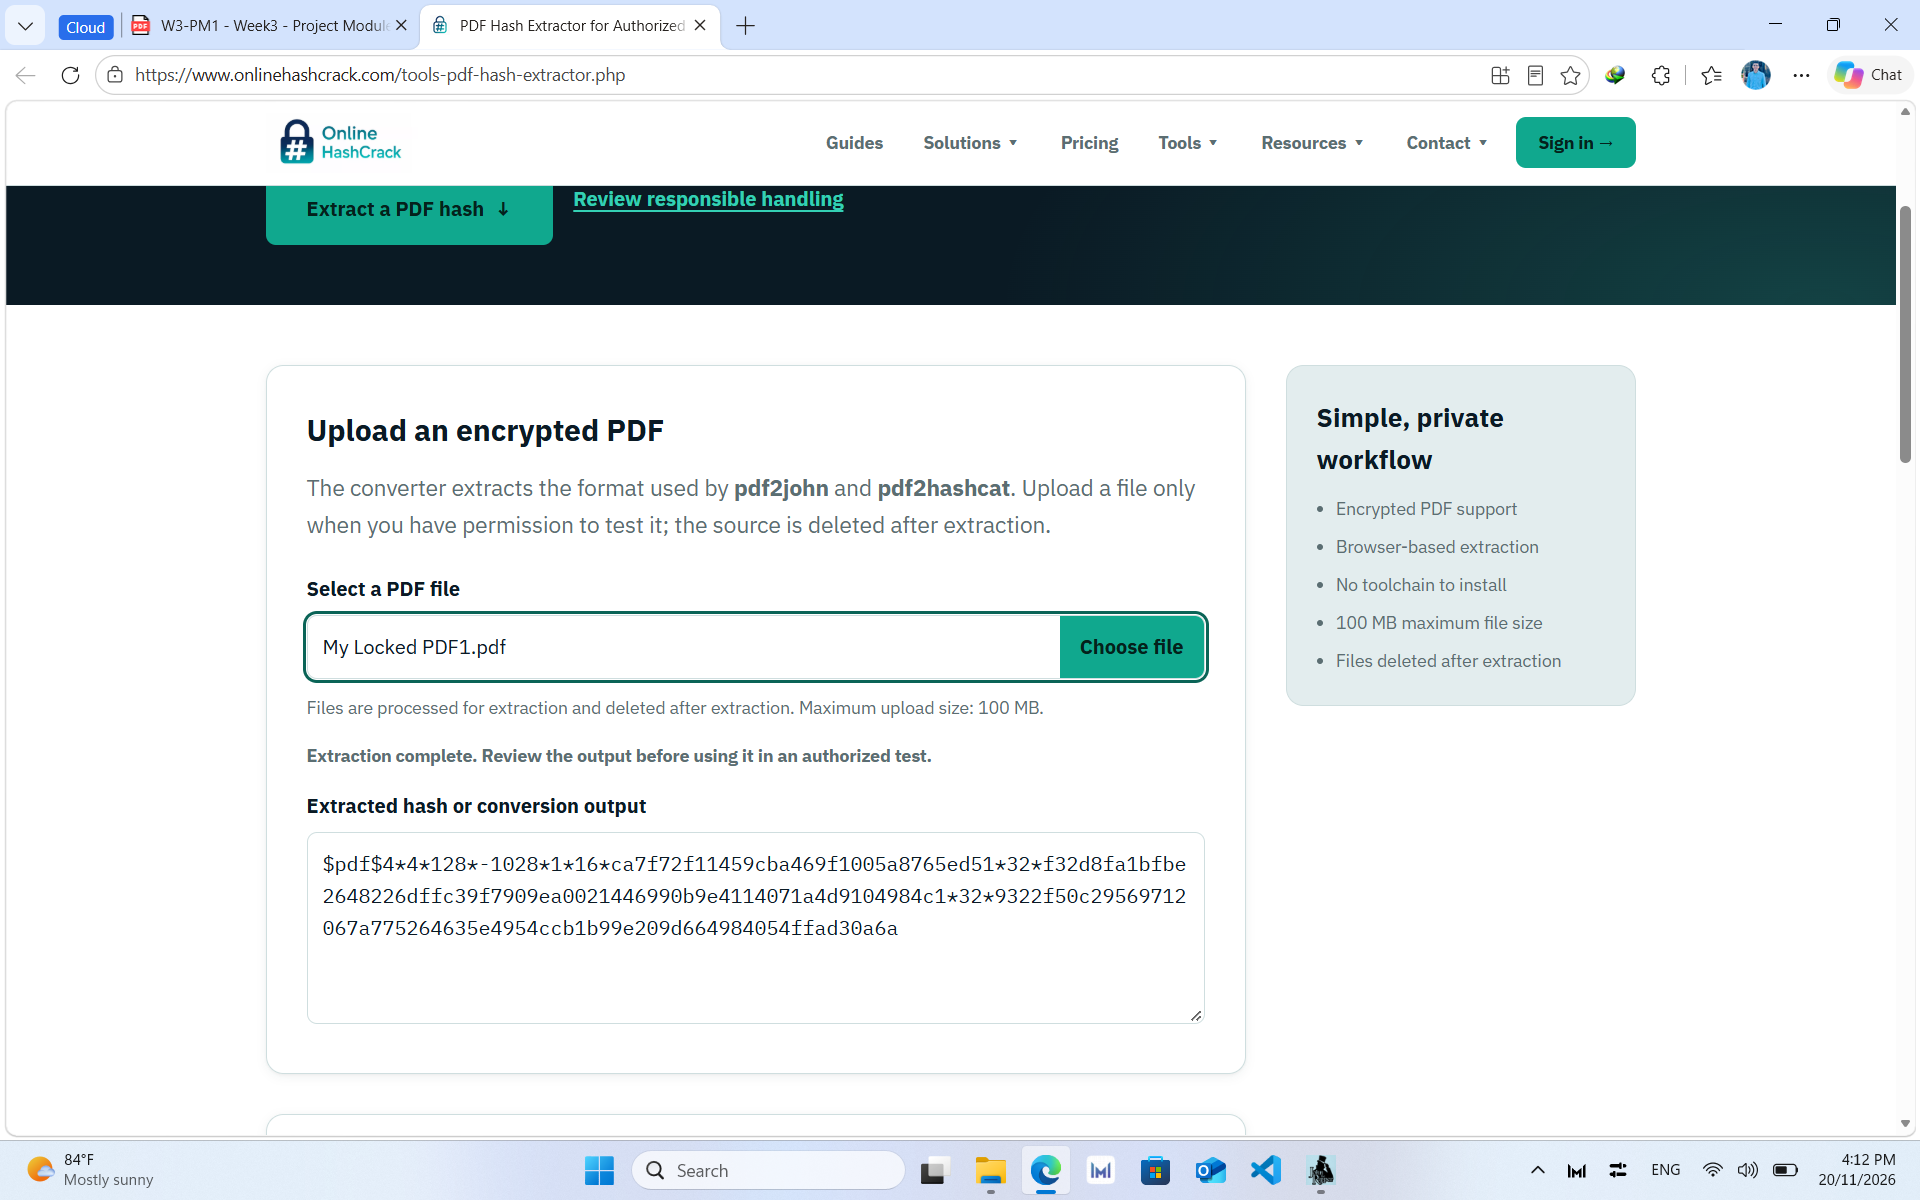 Cloud
W3-PM1 - Week3 - Project Module
PDF Hash Extractor for Authorized
https://www.onlinehashcrack.com/tools-pdf-hash-extractor.php
Chat
Online
HashCrack
Guides
Solutions
Pricing
Tools
Resources
Contact
Sign in →
Extract a PDF hash ↓
Review responsible handling
Upload an encrypted PDF
The converter extracts the format used by pdf2john and pdf2hashcat. Upload a file only
when you have permission to test it; the source is deleted after extraction.
Select a PDF file
My Locked PDF1.pdf
Choose file
Files are processed for extraction and deleted after extraction. Maximum upload size: 100 MB.
Extraction complete. Review the output before using it in an authorized test.
Extracted hash or conversion output
$pdf$4*4*128*-1028*1*16*ca7f72f11459cba469f1005a8765ed51*32*f32d8fa1bfbe
2648226dffc39f7909ea0021446990b9e4114071a4d9104984c1*32*9322f50c29569712
067a775264635e4954ccb1b99e209d664984054ffad30a6a
Simple, private
workflow
• Encrypted PDF support
• Browser-based extraction
• No toolchain to install
• 100 MB maximum file size
• Files deleted after extraction
84°F
Mostly sunny
Search
ENG
4:12 PM
20/11/2026